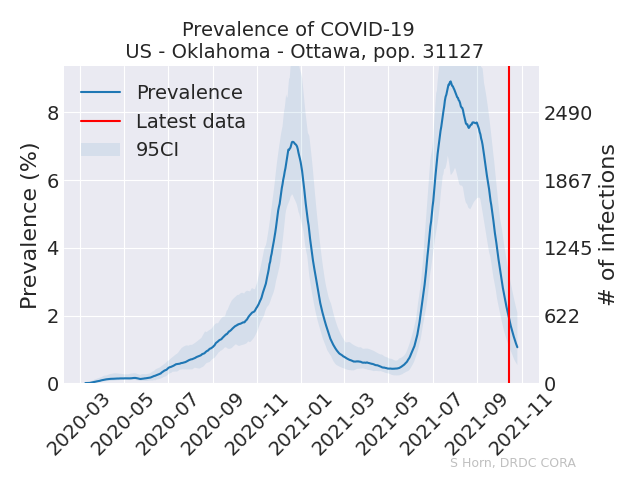 Prevalence of COVID-19
US - Oklahoma - Ottawa, pop. 31127
Prevalence
Latest data
95CI
Prevalence (%)
8
6
4
2
0
# of infections
2490
1867
1245
622
0
2020-03
2020-05
2020-07
2020-09
2020-11
2021-01
2021-03
2021-05
2021-07
2021-09
2021-11
S Horn, DRDC CORA